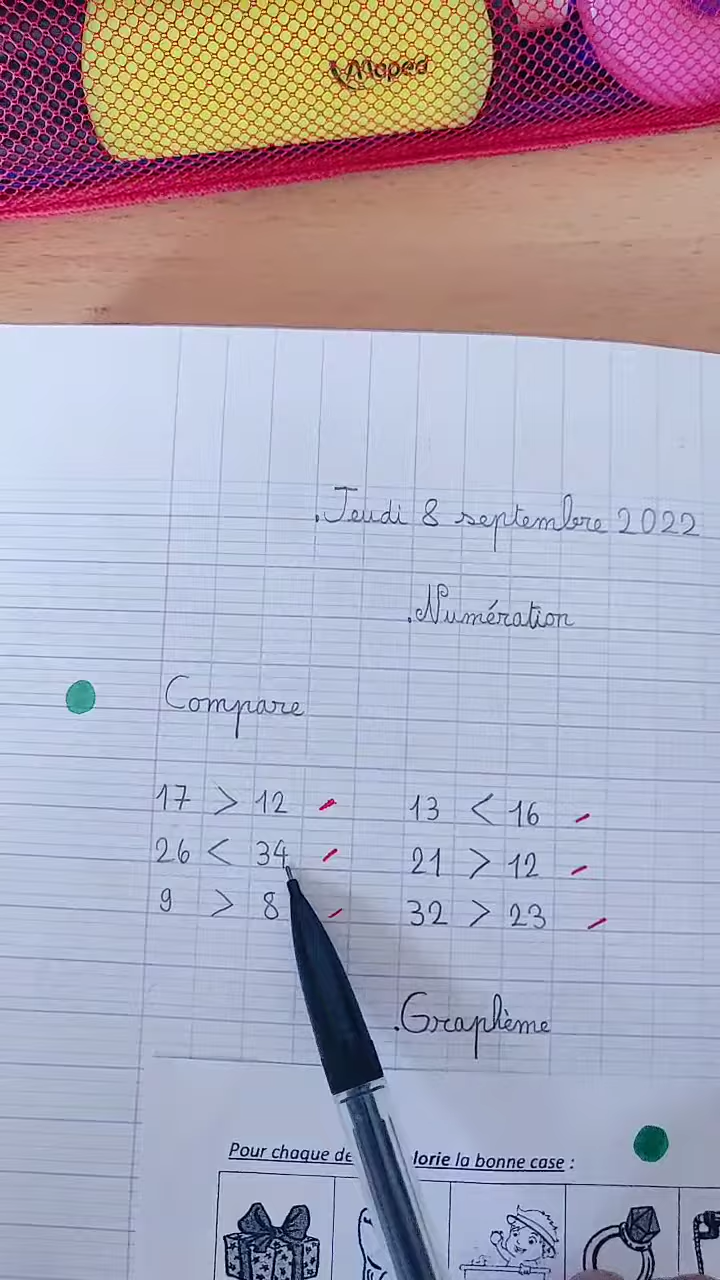 Maped
.Jeudi 8 septembre 2022
.Numération
Compare
17 > 12 13 < 16
26 < 34 21 > 12
9 > 8 32 > 23
.Graphème
Pour chaque de lorie la bonne case :